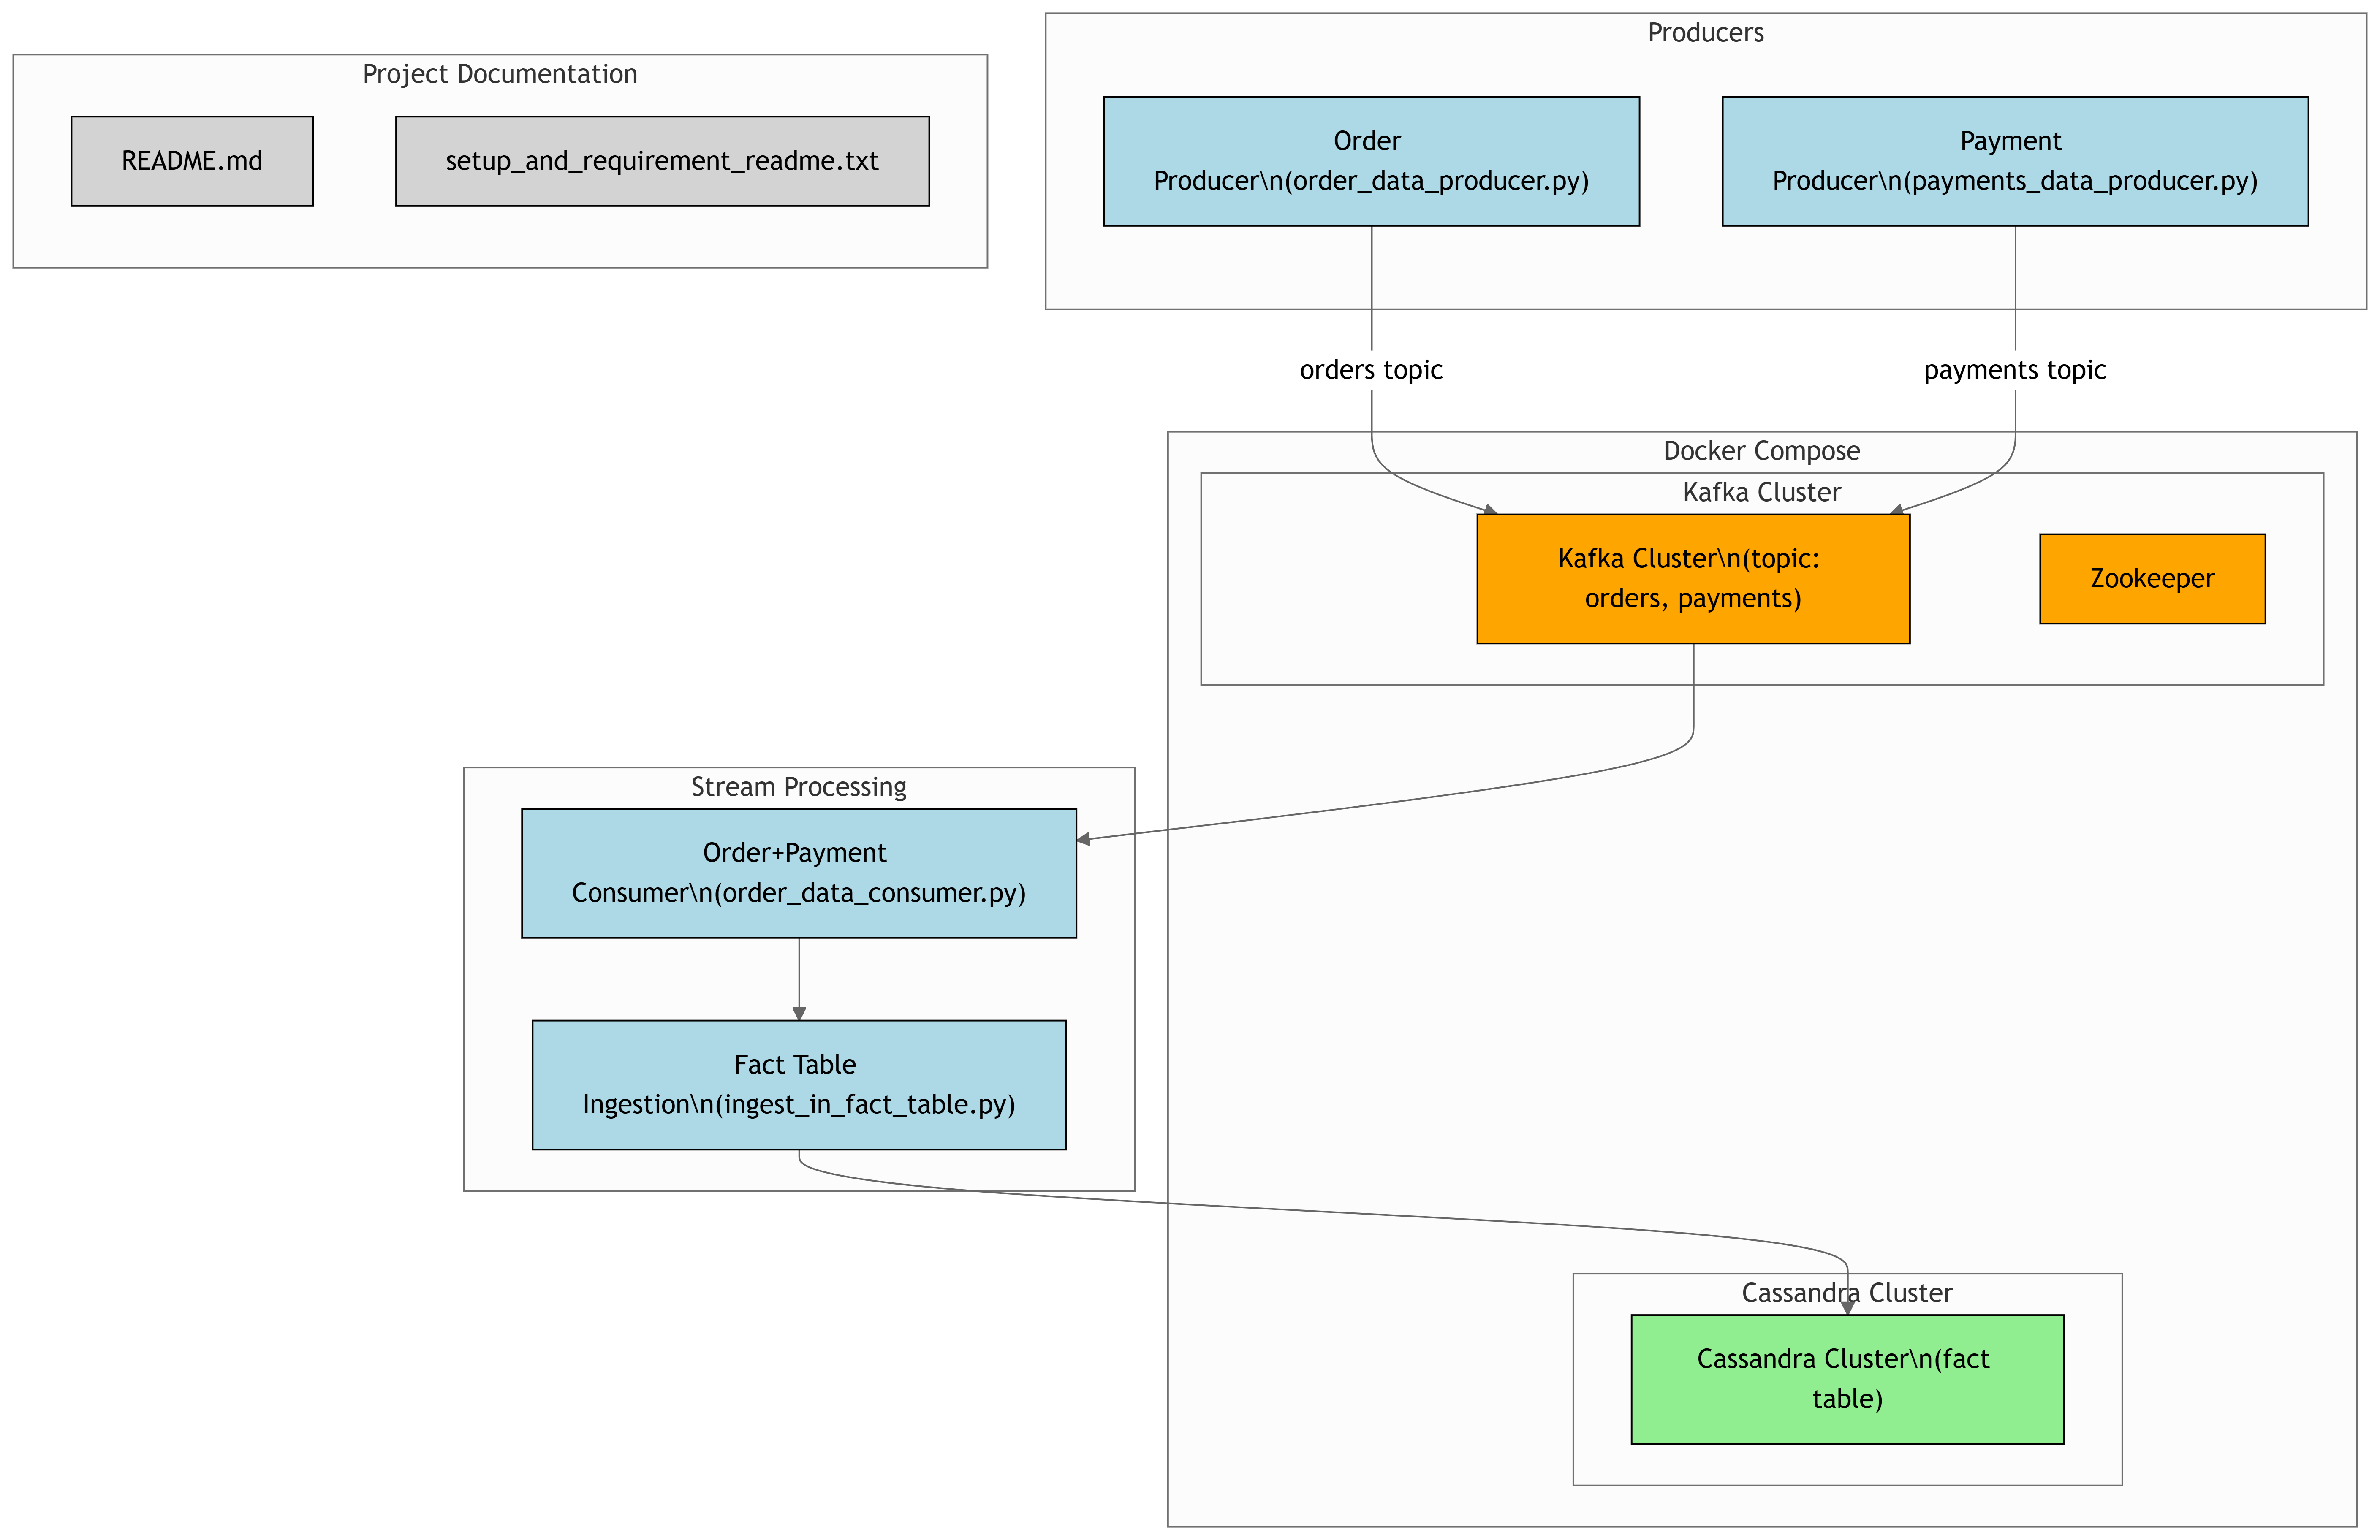 Producers
Project Documentation
Order
Producer\n(order_data_producer.py)
Payment
Producer\n(payments_data_producer.py)
README.md
setup_and_requirement_readme.txt
orders topic
payments topic
Docker Compose
Kafka Cluster
Kafka Cluster\n(topic:
orders, payments)
Zookeeper
Stream Processing
Order+Payment
Consumer\n(order_data_consumer.py)
Fact Table
Ingestion\n(ingest_in_fact_table.py)
Cassandra Cluster
Cassandra Cluster\n(fact
table)